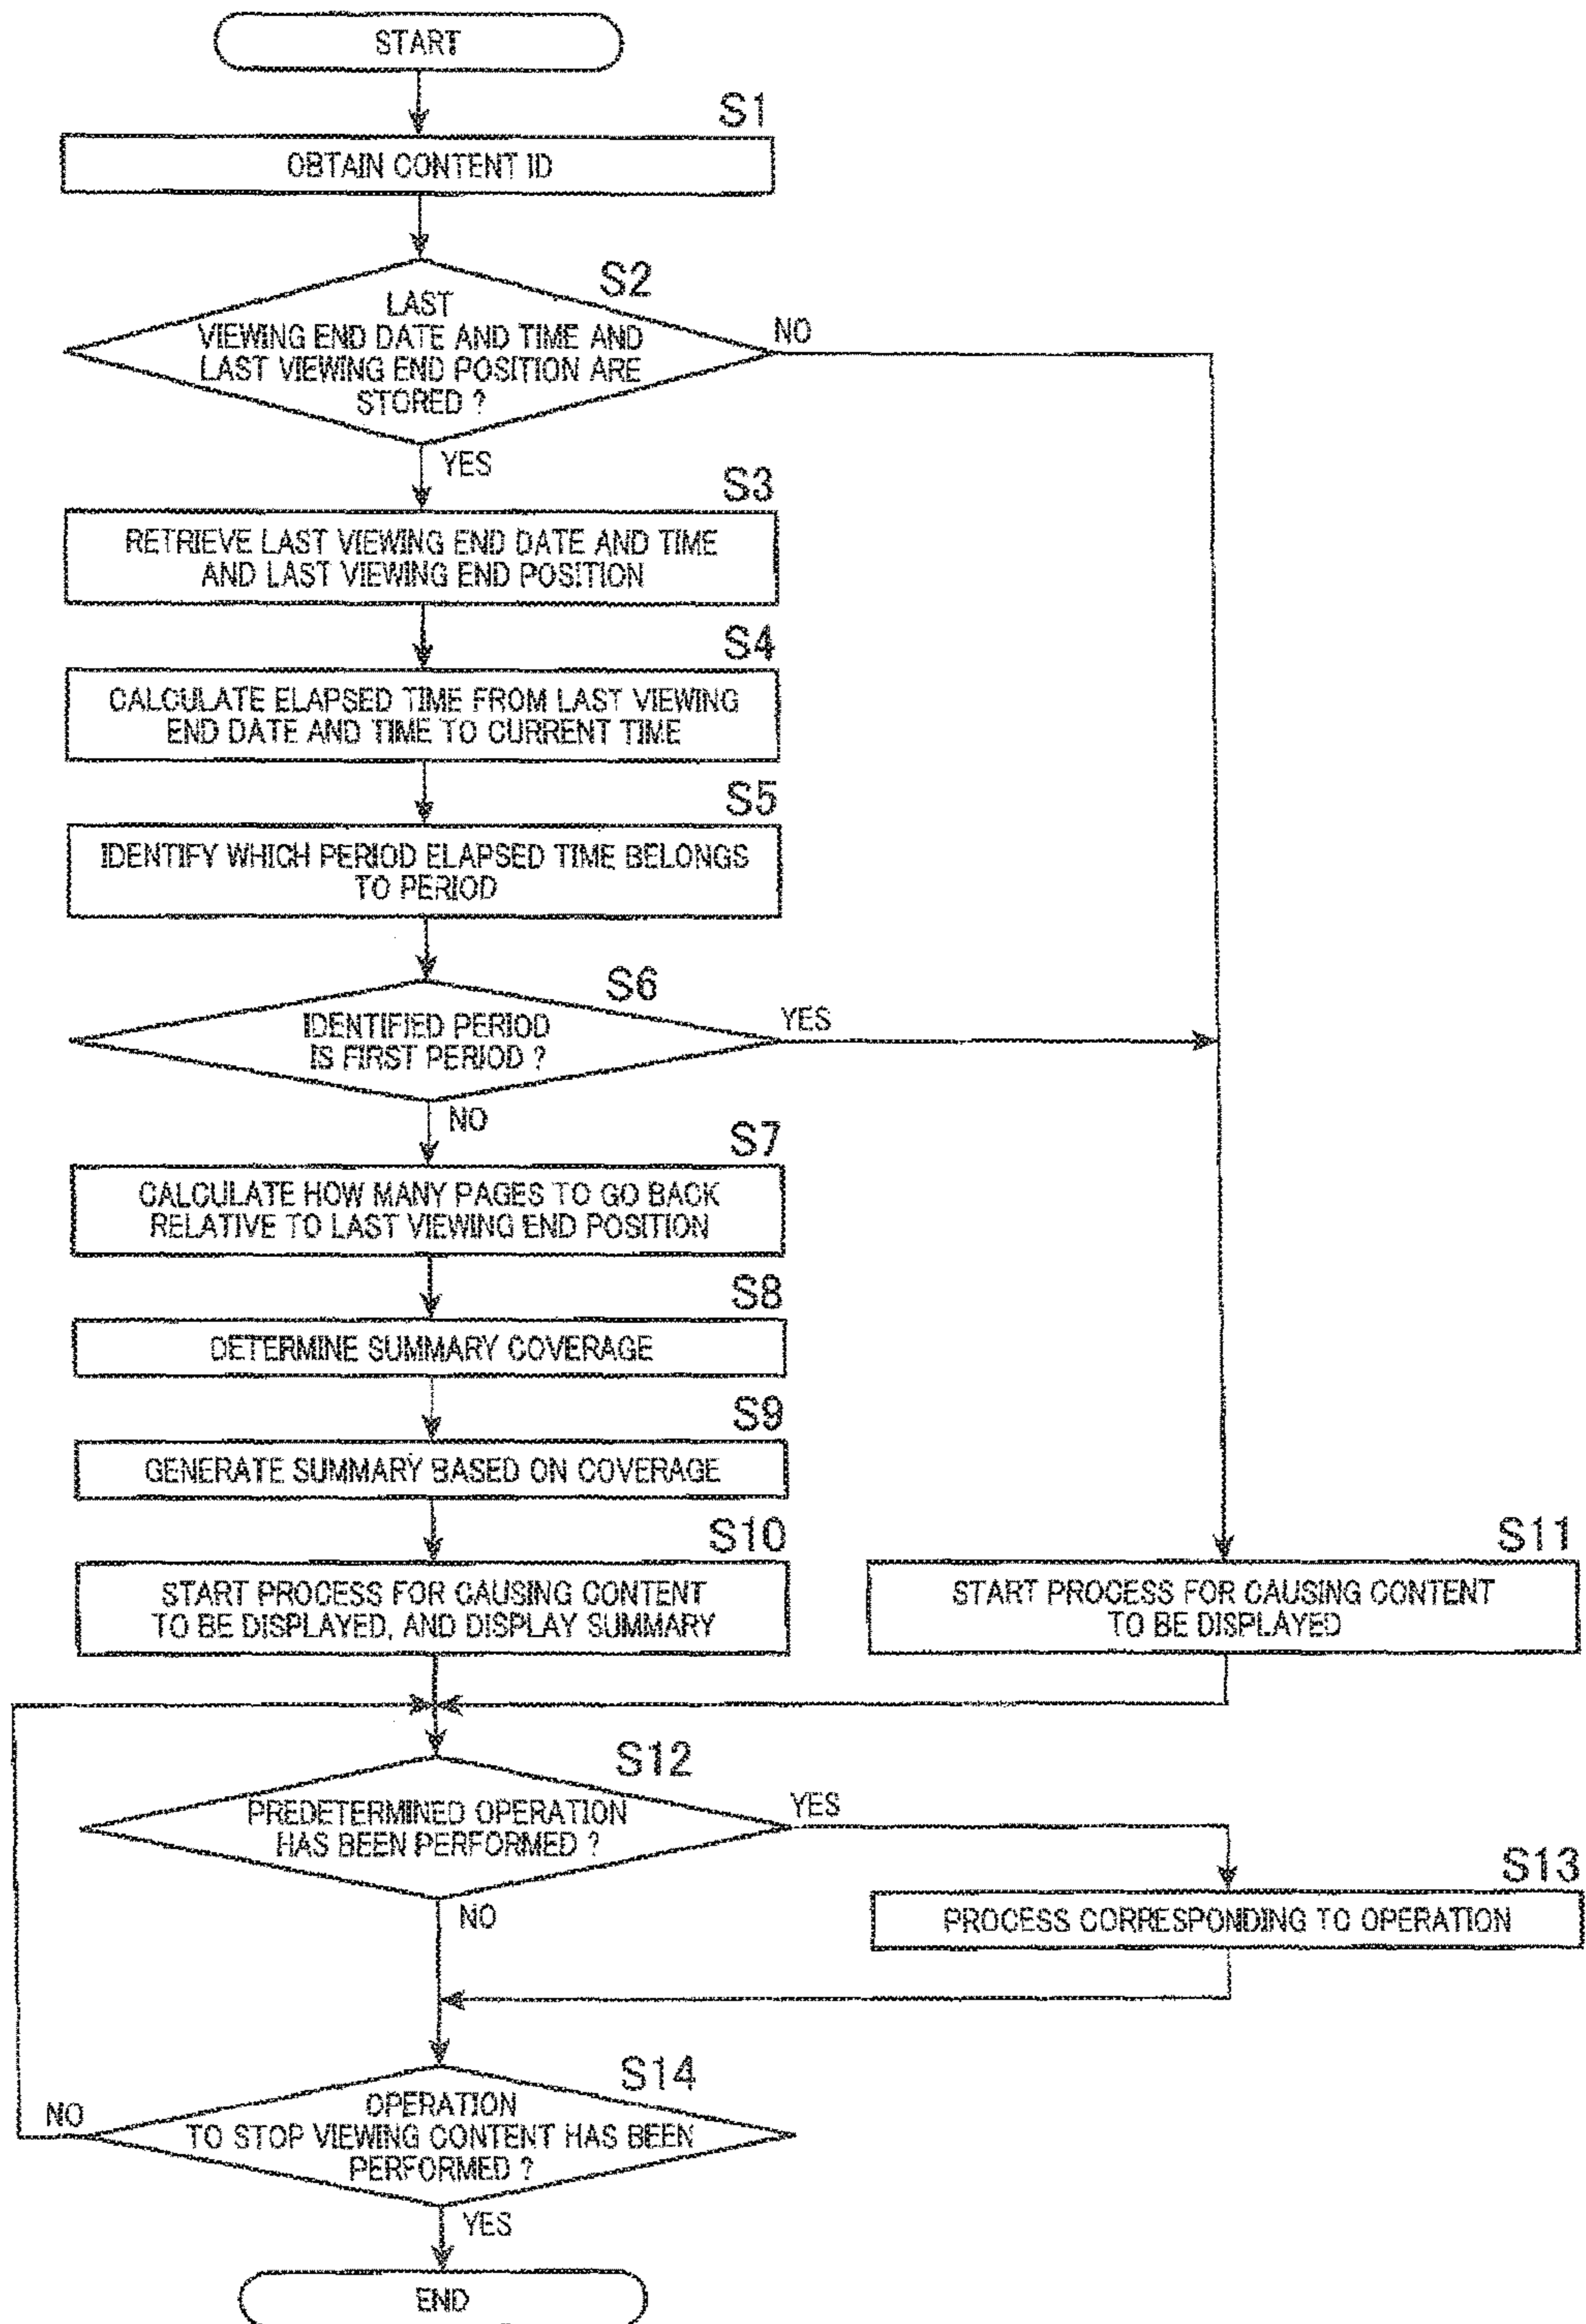 START
S1
OBTAIN CONTENT ID
S2
LAST
VIEWING END DATE AND TIME AND
LAST VIEWING END POSITION ARE
STORED ?
NO
YES
S3
RETRIEVE LAST VIEWING END DATE AND TIME
AND LAST VIEWING END POSITION
S4
CALCULATE ELAPSED TIME FROM LAST VIEWING
END DATE AND TIME TO CURRENT TIME
S5
IDENTIFY WHICH PERIOD ELAPSED TIME BELONGS
TO PERIOD
S6
IDENTIFIED PERIOD
IS FIRST PERIOD ?
YES
NO
S7
CALCULATE HOW MANY PAGES TO GO BACK
RELATIVE TO LAST VIEWING END POSITION
S8
DETERMINE SUMMARY COVERAGE
S9
GENERATE SUMMARY BASED ON COVERAGE
S10
START PROCESS FOR CAUSING CONTENT
TO BE DISPLAYED, AND DISPLAY SUMMARY
S11
START PROCESS FOR CAUSING CONTENT
TO BE DISPLAYED
S12
PREDETERMINED OPERATION
HAS BEEN PERFORMED ?
YES
NO
S13
PROCESS CORRESPONDING TO OPERATION
S14
OPERATION
TO STOP VIEWING CONTENT HAS BEEN
PERFORMED ?
NO
YES
END